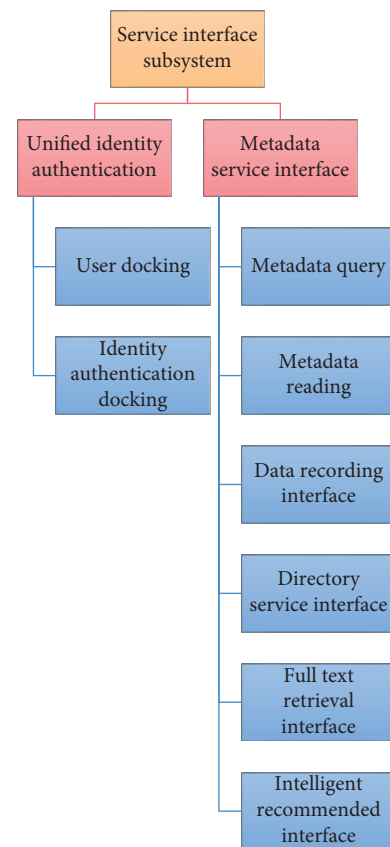 Service interface
subsystem
Unified identity
authentication
Metadata
service interface
User docking
Identity
authentication
docking
Metadata query
Metadata
reading
Data recording
interface
Directory
service interface
Full text
retrieval
interface
Intelligent
recommended
interface